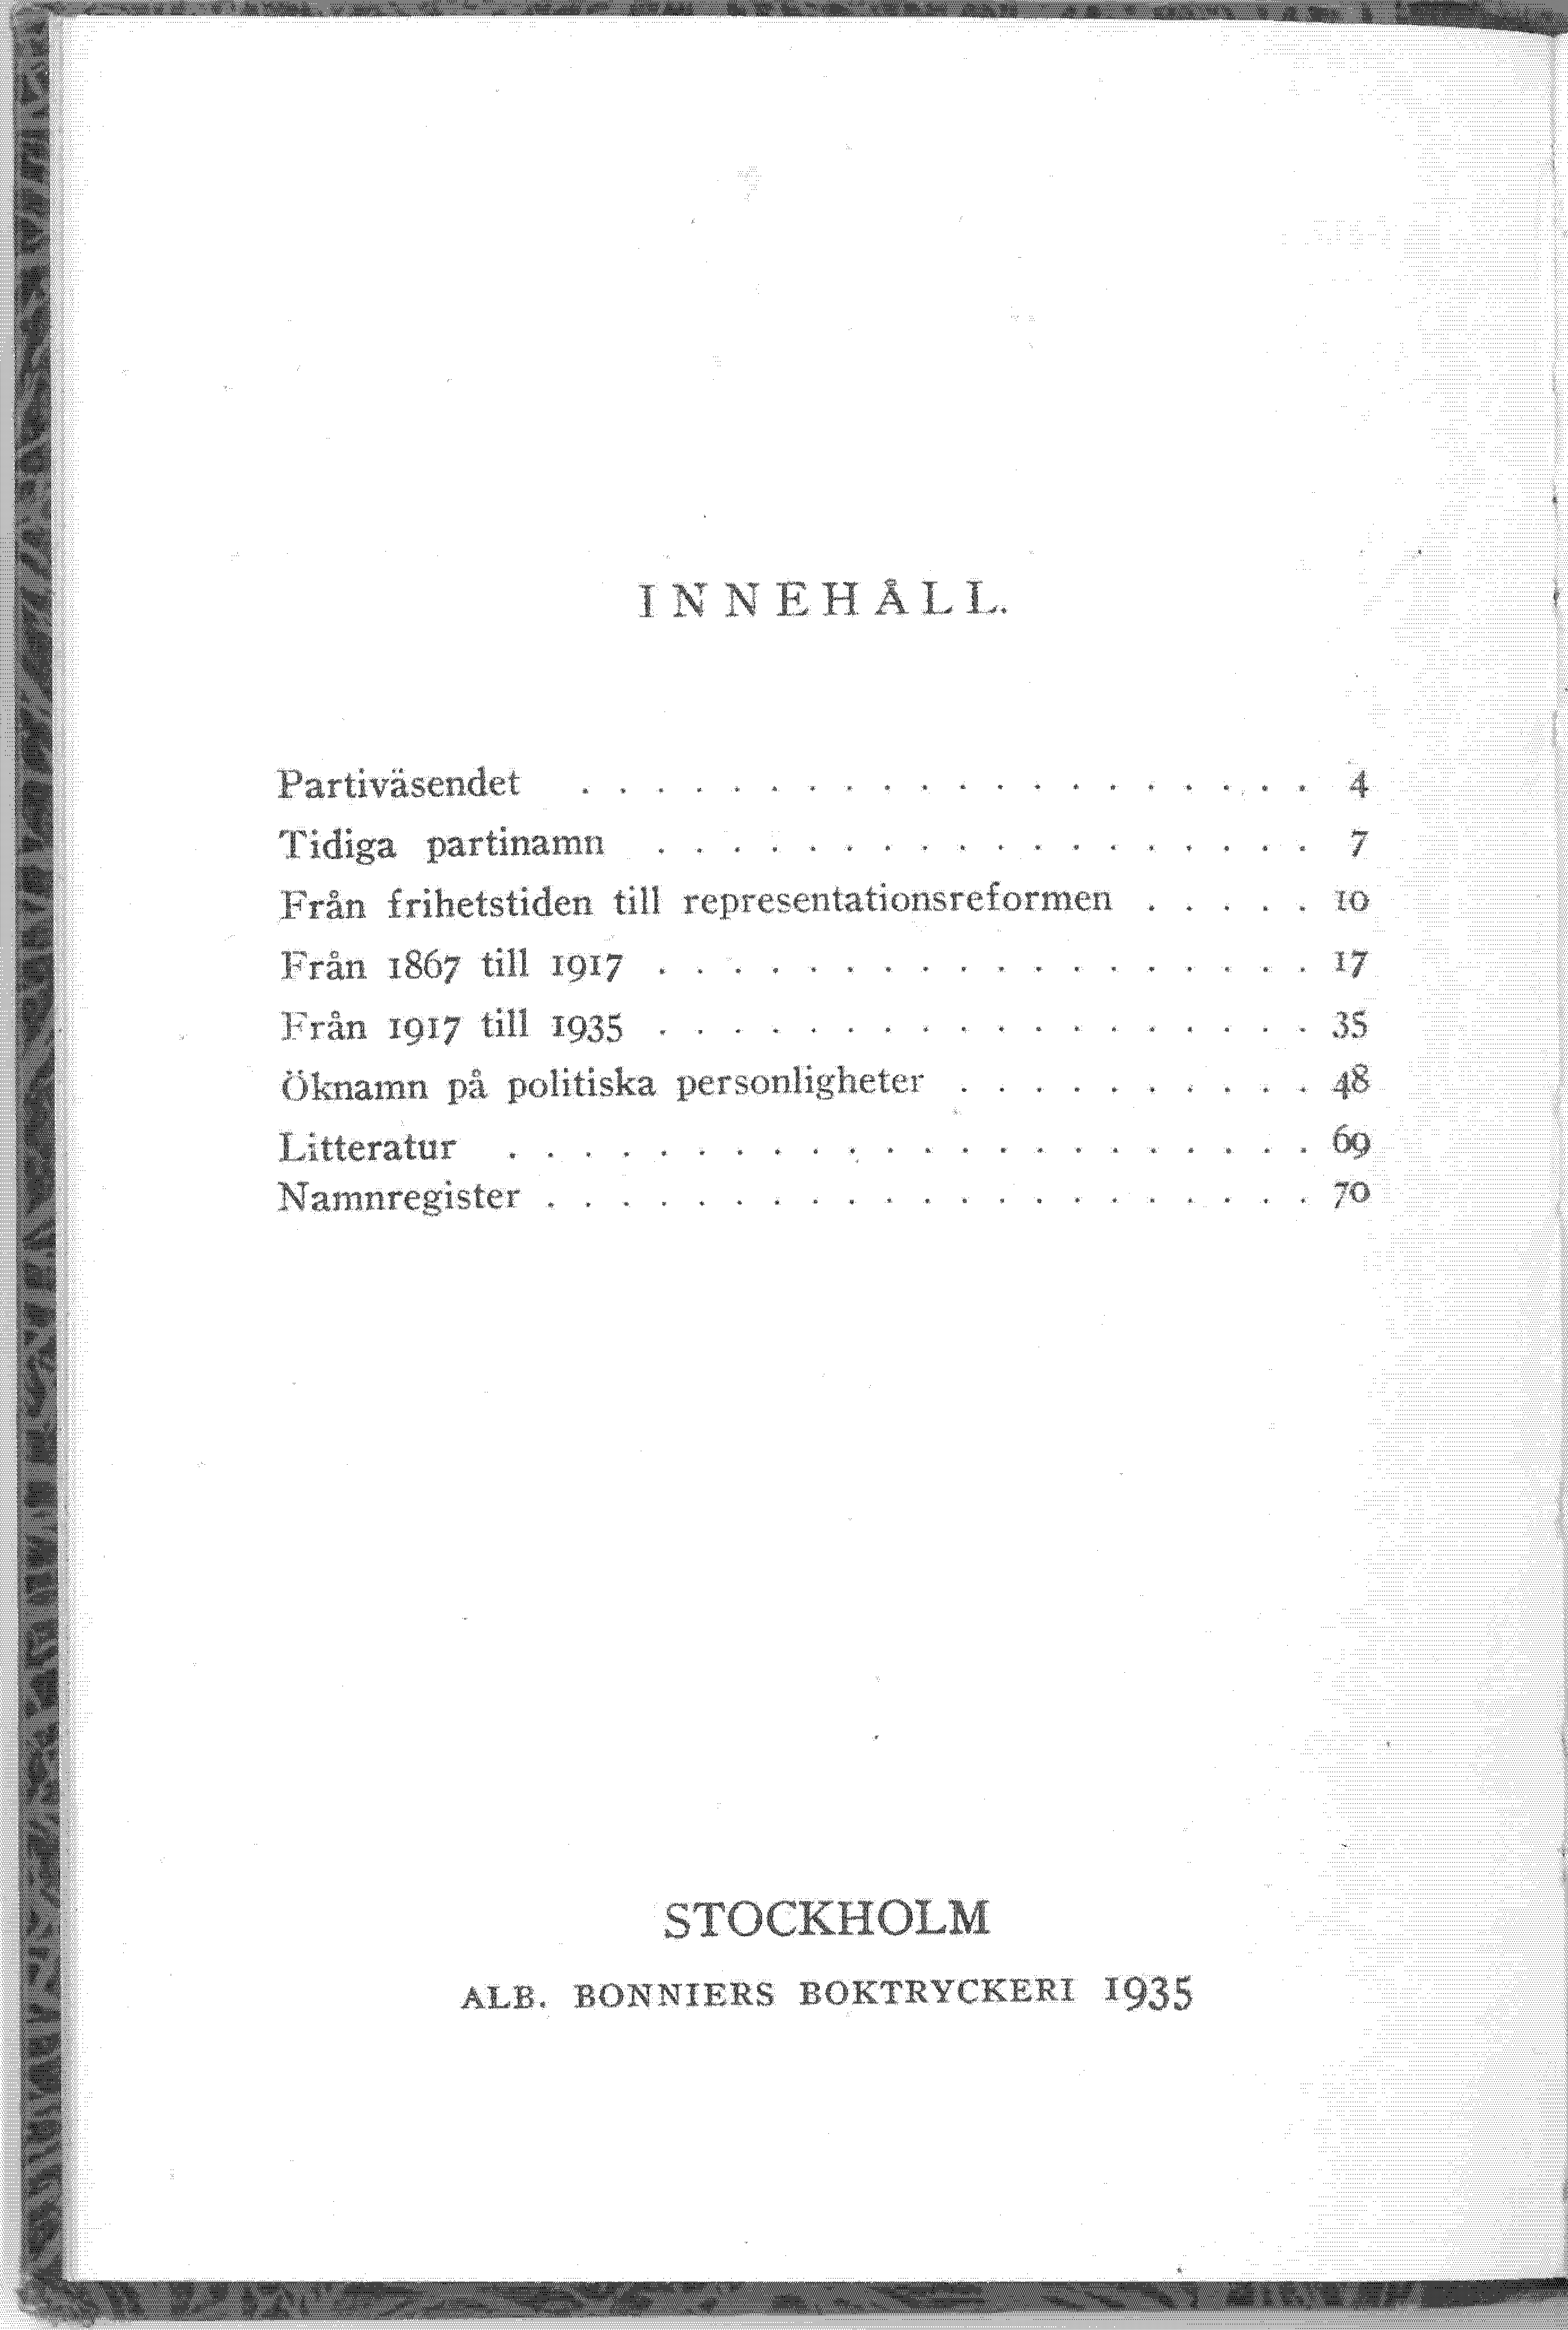 INNEHÅLL.
Partiväsendet . . . . . . . . . . . . . . . . . . . . 4
Tidiga partinamn . . . . . . . . . . . . . . . . . . 7
Från frihetstiden till representationsreformen . . . . . 10
Från 1867 till 1917 . . . . . . . . . . . . . . . . . . 17
Från 1917 till 1935 . . . . . . . . . . . . . . . . . . 35
Öknamn på politiska personligheter . . . . . . . . . . 48
Litteratur . . . . . . . . . . . . . . . . . . . . . . 69
Namnregister . . . . . . . . . . . . . . . . . . . . . 70
STOCKHOLM
ALB. BONNIERS BOKTRYCKERI 1935